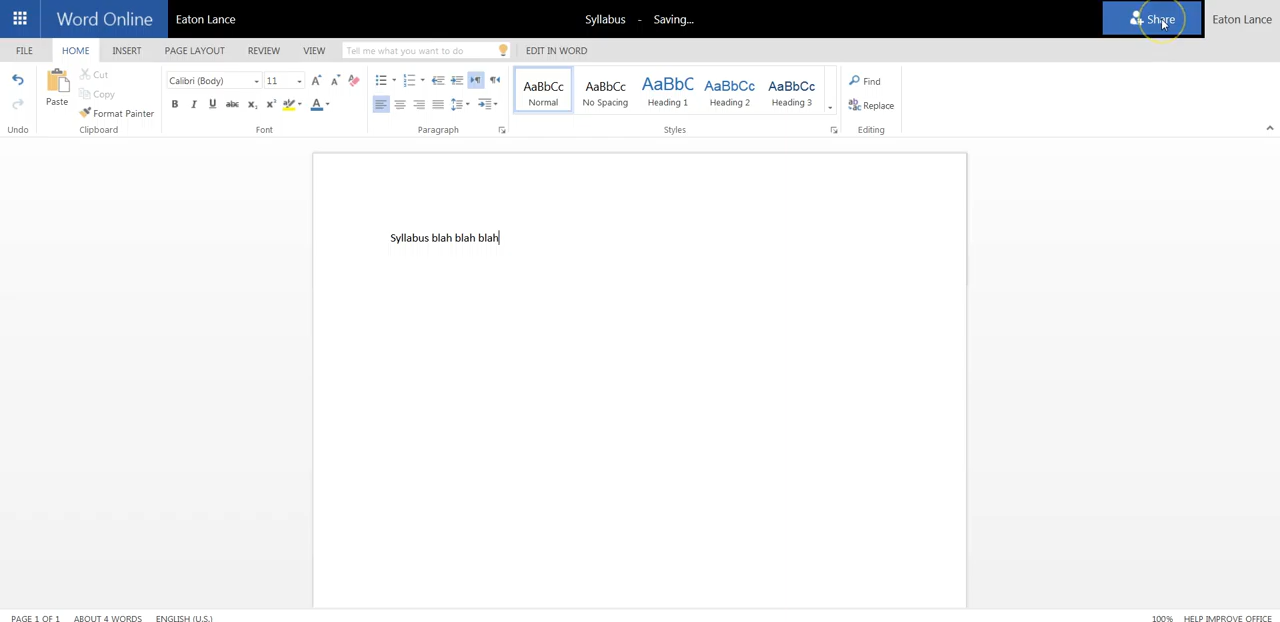 Word Online Eaton Lance Syllabus - Saving... Share Eaton Lance
FILE HOME INSERT PAGE LAYOUT REVIEW VIEW Tell me what you want to do EDIT IN WORD
Paste Cut Copy Format Painter
Calibri (Body) 11
B I U abc x₂ x² A
AaBbCc AaBbCc AaBbC AaBbCc AaBbCc
Normal No Spacing Heading 1 Heading 2 Heading 3
Find
Replace
Undo Clipboard Font Paragraph Styles Editing
Syllabus blah blah blah
PAGE 1 OF 1 ABOUT 4 WORDS ENGLISH (U.S.) 100% HELP IMPROVE OFFICE